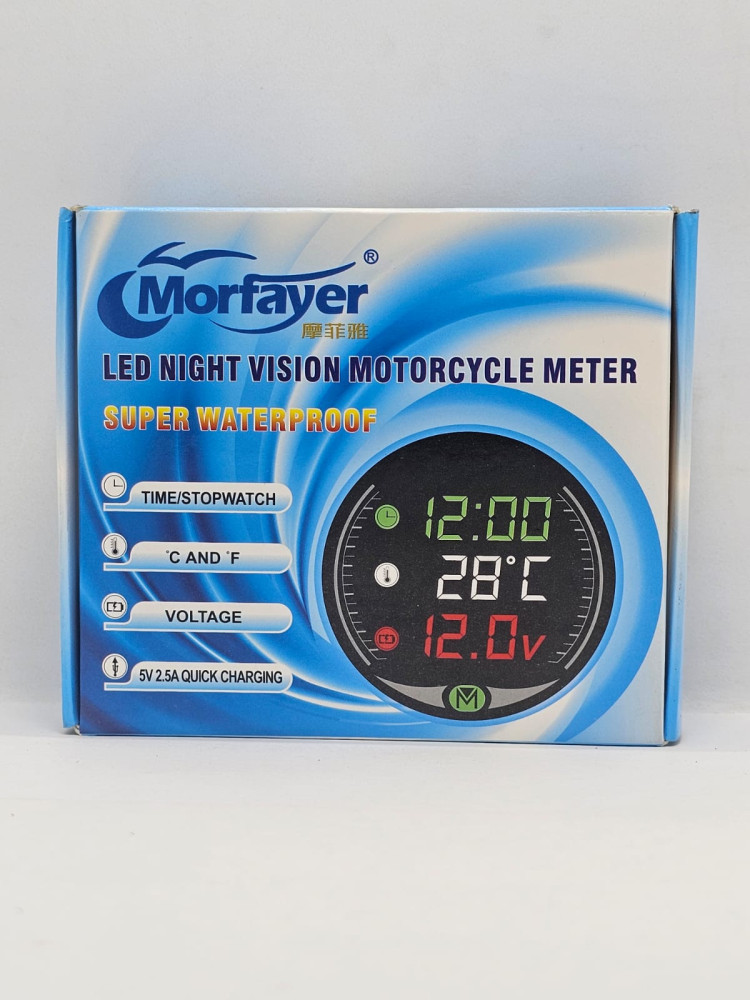 Morfayer®
摩菲雅
LED NIGHT VISION MOTORCYCLE METER
SUPER WATERPROOF
TIME/STOPWATCH
°C AND °F
VOLTAGE
5V 2.5A QUICK CHARGING
12:00
28°C
12.0V
M